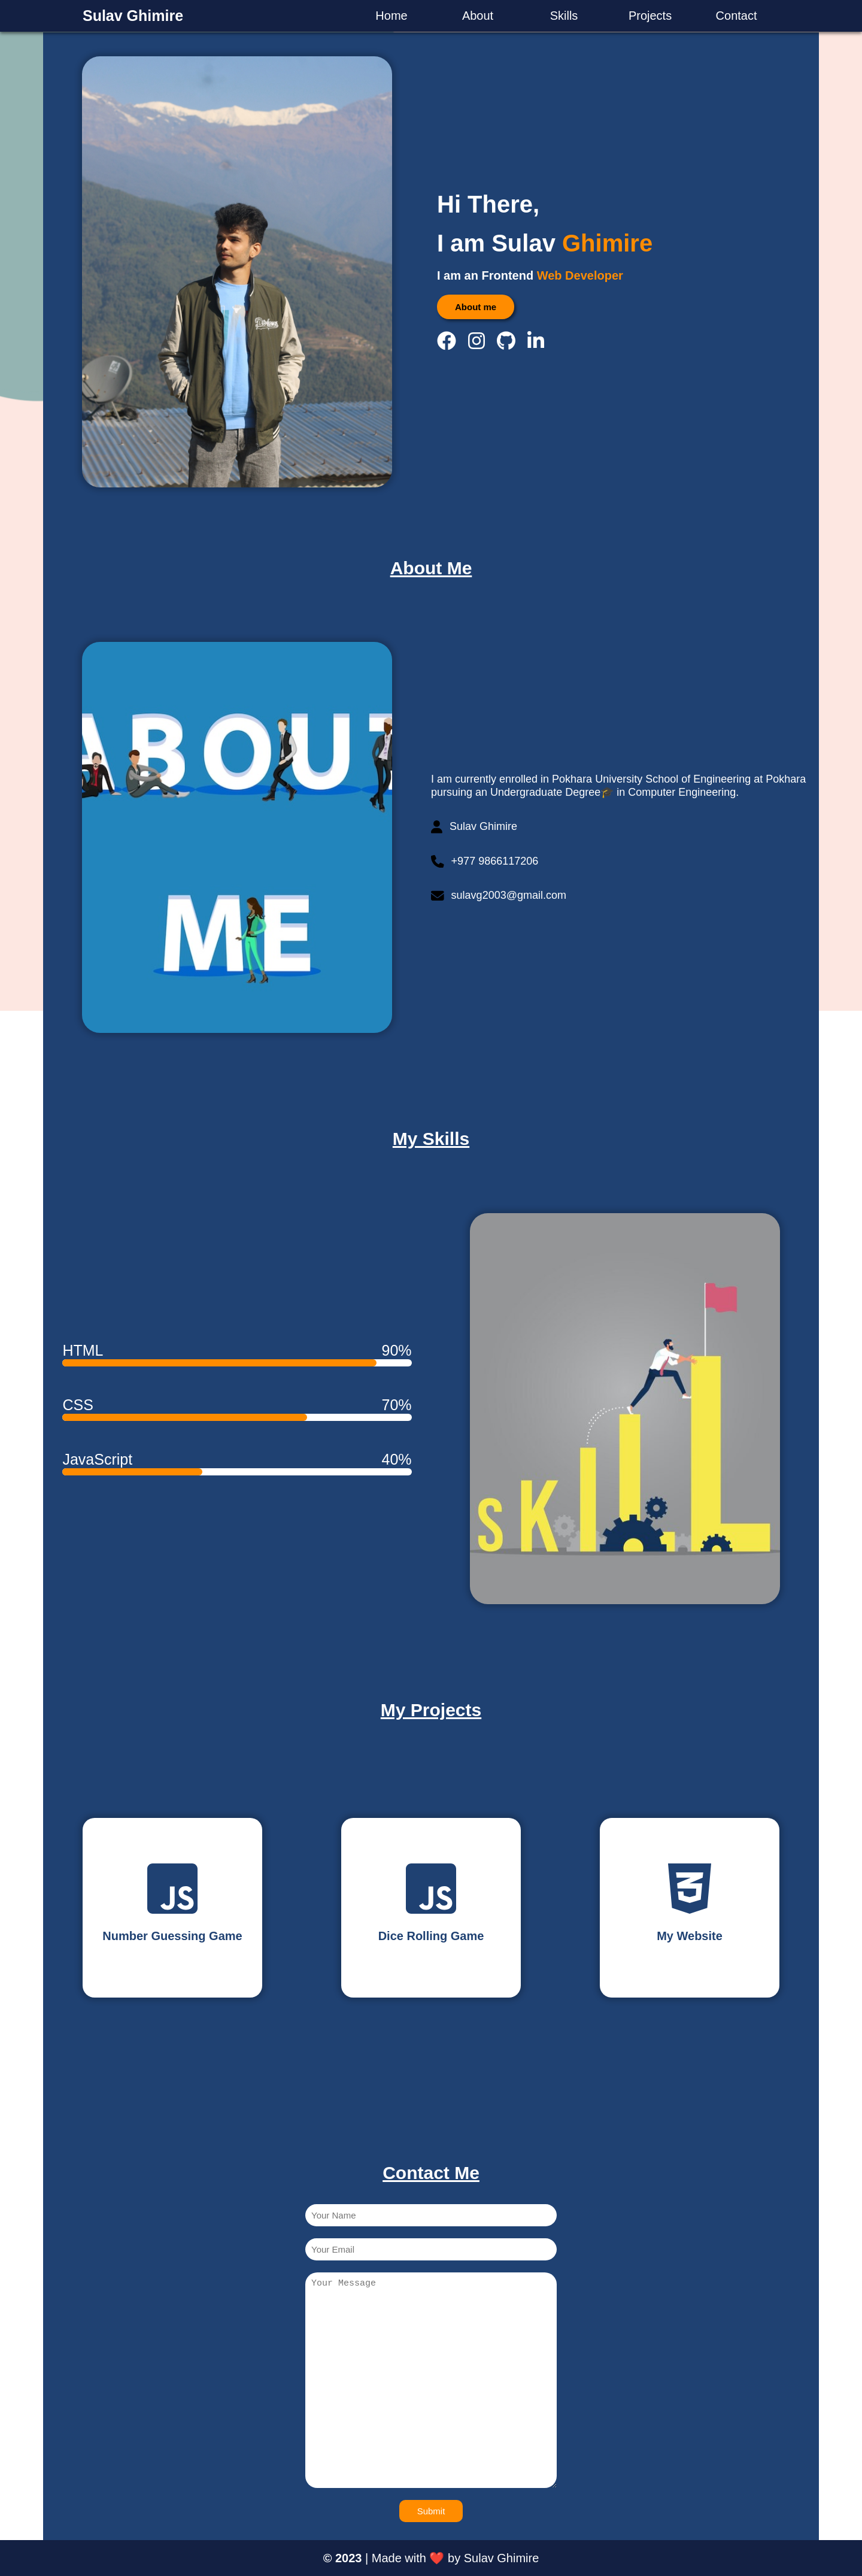 Sulav Ghimire
Home About Skills Projects Contact
Hi There,
I am Sulav Ghimire
I am an Frontend Web Developer
About me
About Me
ABOUT
ME
I am currently enrolled in Pokhara University School of Engineering at Pokhara
pursuing an Undergraduate Degree🎓 in Computer Engineering.
Sulav Ghimire
+977 9866117206
sulavg2003@gmail.com
My Skills
HTML 90%
CSS 70%
JavaScript 40%
SKILL
My Projects
JS
Number Guessing Game
JS
Dice Rolling Game
3
My Website
Contact Me
Your Name
Your Email
Your Message
Submit
© 2023 | Made with ❤️ by Sulav Ghimire